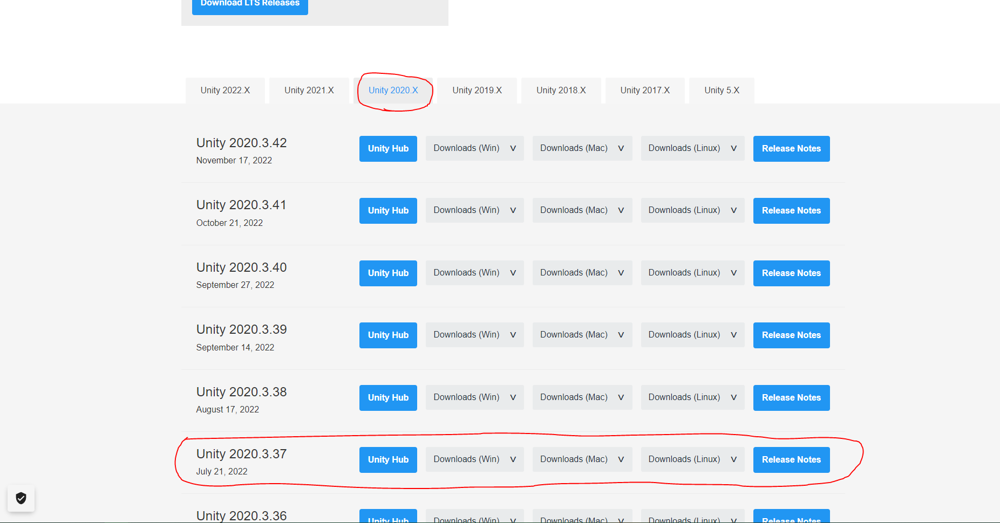 Download LTS Releases
Unity 2022.X Unity 2021.X Unity 2020.X Unity 2019.X Unity 2018.X Unity 2017.X Unity 5.X
Unity 2020.3.42 Unity Hub Downloads (Win) V Downloads (Mac) V Downloads (Linux) V Release Notes
November 17, 2022
Unity 2020.3.41 Unity Hub Downloads (Win) V Downloads (Mac) V Downloads (Linux) V Release Notes
October 21, 2022
Unity 2020.3.40 Unity Hub Downloads (Win) V Downloads (Mac) V Downloads (Linux) V Release Notes
September 27, 2022
Unity 2020.3.39 Unity Hub Downloads (Win) V Downloads (Mac) V Downloads (Linux) V Release Notes
September 14, 2022
Unity 2020.3.38 Unity Hub Downloads (Win) V Downloads (Mac) V Downloads (Linux) V Release Notes
August 17, 2022
Unity 2020.3.37 Unity Hub Downloads (Win) V Downloads (Mac) V Downloads (Linux) V Release Notes
July 21, 2022
Unity 2020.3.36 Unity Hub Downloads (Win) V Downloads (Mac) V Downloads (Linux) V Release Notes